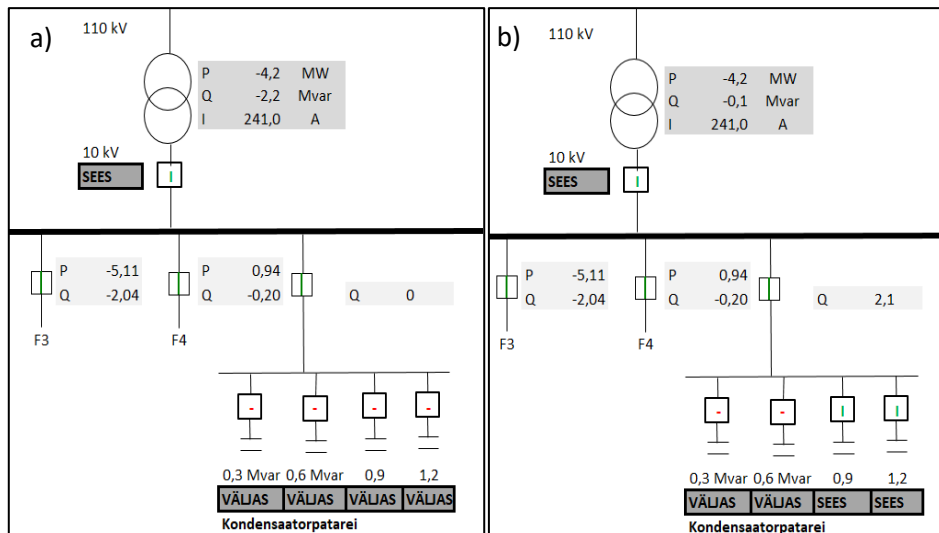 a)
110 kV
P -4,2 MW
Q -2,2 Mvar
I 241,0 A
10 kV
SEES
I
P -5,11
Q -2,04
P 0,94
Q -0,20
Q 0
F3
F4
- - - -
0,3 Mvar 0,6 Mvar 0,9 1,2
VÄLJAS VÄLJAS VÄLJAS VÄLJAS
Kondensaatorpatarei
b)
110 kV
P -4,2 MW
Q -0,1 Mvar
I 241,0 A
10 kV
SEES
I
P -5,11
Q -2,04
P 0,94
Q -0,20
Q 2,1
F3
F4
- - I I
0,3 Mvar 0,6 Mvar 0,9 1,2
VÄLJAS VÄLJAS SEES SEES
Kondensaatorpatarei